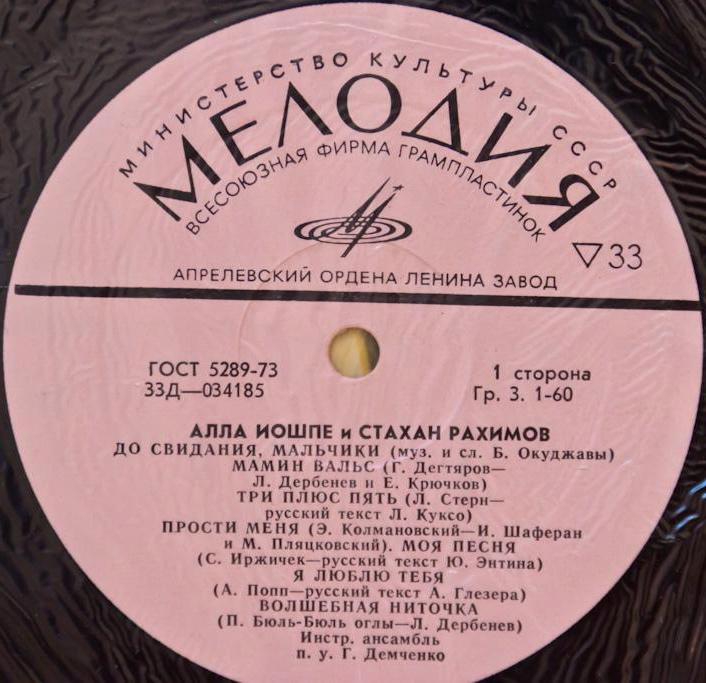 МИНИСТЕРСТВО КУЛЬТУРЫ СССР
МЕЛОДИЯ
ВСЕСОЮЗНАЯ ФИРМА ГРАМПЛАСТИНОК
▽33
АПРЕЛЕВСКИЙ ОРДЕНА ЛЕНИНА ЗАВОД
ГОСТ 5289-73
33Д—034185
1 сторона
Гр. 3. 1-60
АЛЛА ИОШПЕ и СТАХАН РАХИМОВ
ДО СВИДАНИЯ, МАЛЬЧИКИ (муз. и сл. Б. Окуджавы)
МАМИН ВАЛЬС (Г. Дегтяров—
Л. Дербенев и Е. Крючков)
ТРИ ПЛЮС ПЯТЬ (Л. Стерн—
русский текст Л. Куксо)
ПРОСТИ МЕНЯ (Э. Колмановский—И. Шаферан
и М. Пляцковский). МОЯ ПЕСНЯ
(С. Иржичек—русский текст Ю. Энтина)
Я ЛЮБЛЮ ТЕБЯ
(А. Попп—русский текст А. Глезера)
ВОЛШЕБНАЯ НИТОЧКА
(П. Бюль-Бюль оглы—Л. Дербенев)
Инстр. ансамбль
п. у. Г. Демченко